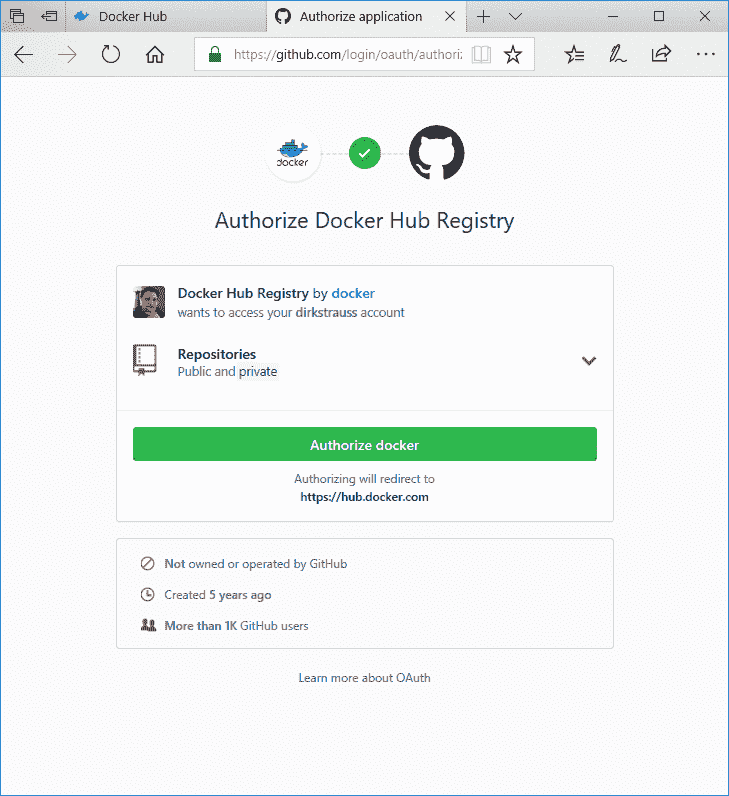 Docker Hub
Authorize application
https://github.com/login/oauth/authori
docker
Authorize Docker Hub Registry
Docker Hub Registry by docker
wants to access your dirkstrauss account
Repositories
Public and private
Authorize docker
Authorizing will redirect to
https://hub.docker.com
Not owned or operated by GitHub
Created 5 years ago
More than 1K GitHub users
Learn more about OAuth